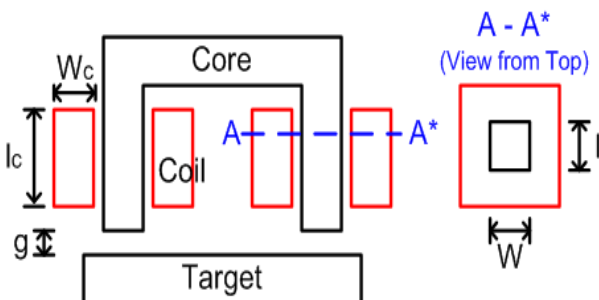 A - A*
(View from Top)
Core
Wc
A
A*
lc
Coil
l
g
W
Target